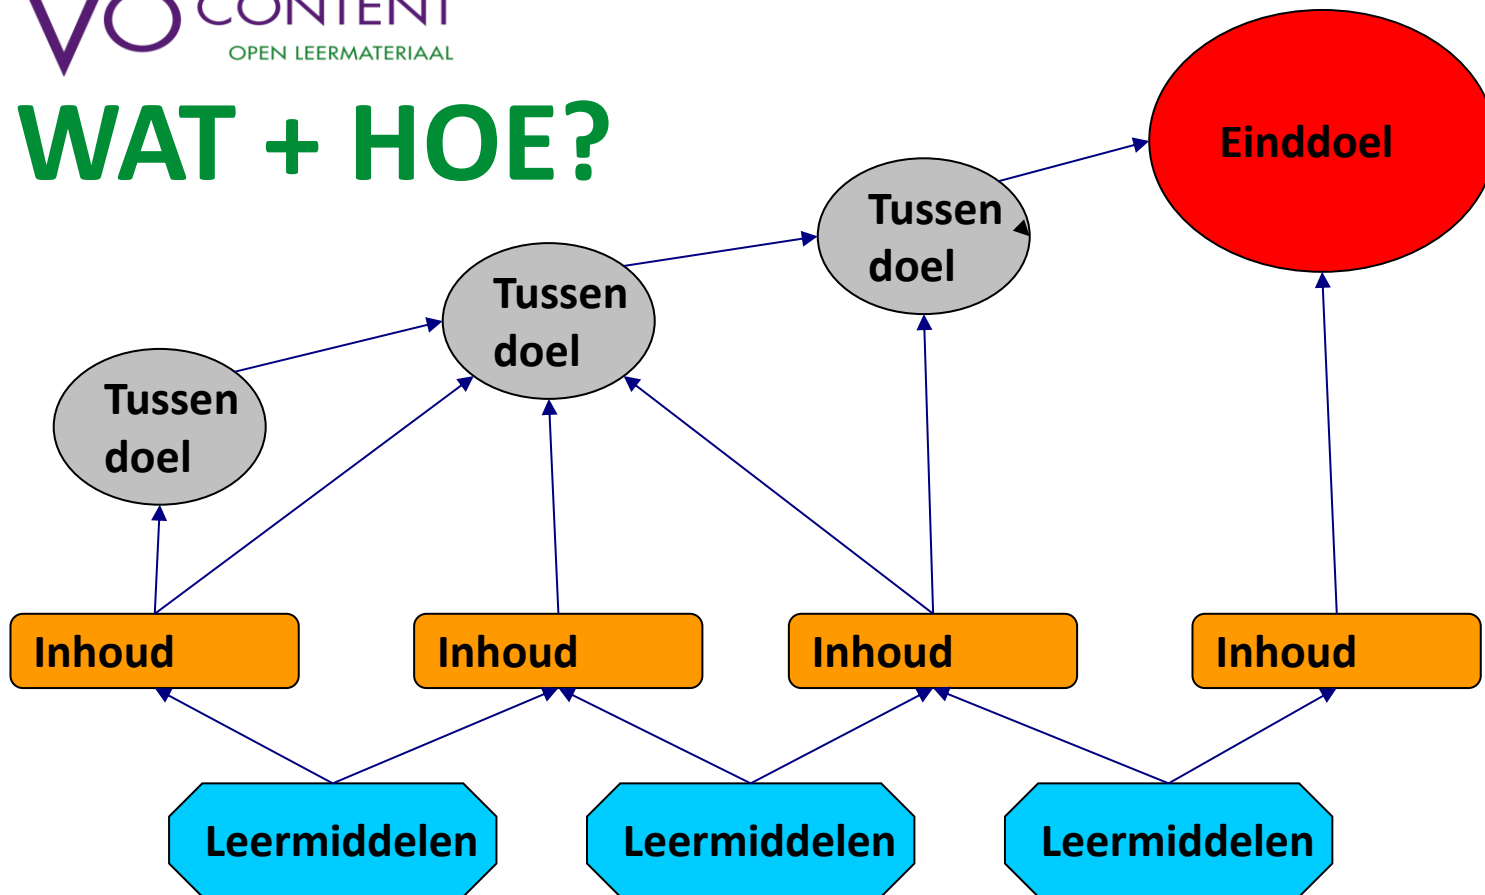 VO CONTENT
OPEN LEERMATERIAAL
WAT + HOE?
Einddoel
Tussen
doel
Tussen
doel
Tussen
doel
Inhoud
Inhoud
Inhoud
Inhoud
Leermiddelen
Leermiddelen
Leermiddelen